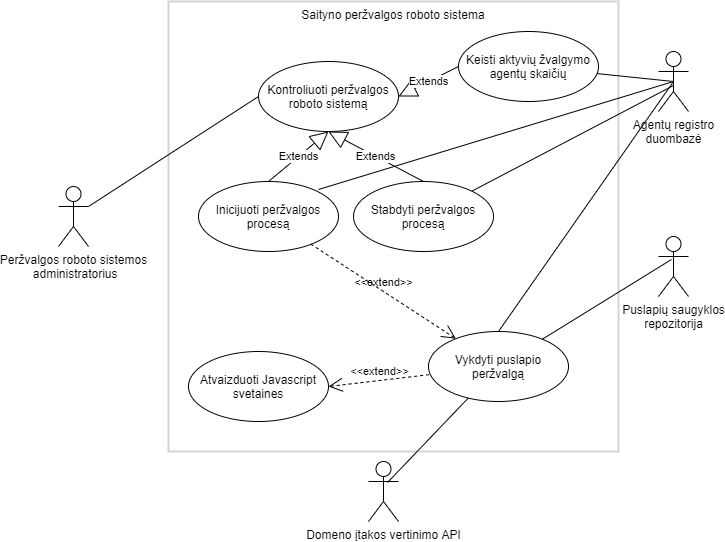 Saityno peržvalgos roboto sistema
Keisti aktyvių žvalgymo
agentų skaičių
Kontroliuoti peržvalgos
roboto sistemą
Extends
Agentų registro
duombazė
Extends
Extends
Inicijuoti peržvalgos
procesą
Stabdyti peržvalgos
procesą
Peržvalgos roboto sistemos
administratorius
<<extend>>
Puslapių saugyklos
repozitorija
Vykdyti puslapio
peržvalgą
<<extend>>
Atvaizduoti Javascript
svetaines
Domeno įtakos vertinimo API